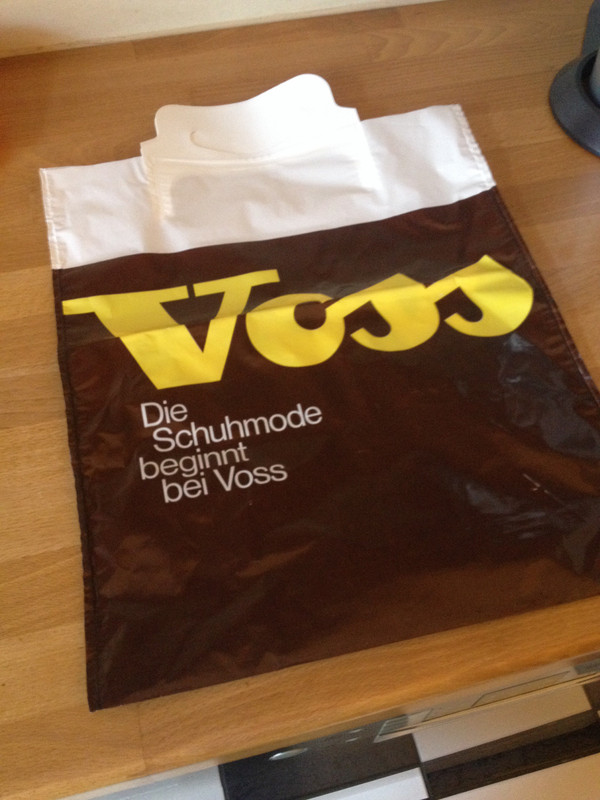 Voss
Die
Schuhmode
beginnt
bei Voss